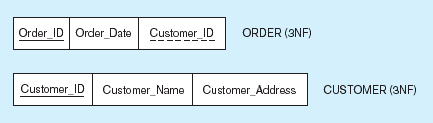 Order_ID Order_Date Customer_ID ORDER (3NF)
Customer_ID Customer_Name Customer_Address CUSTOMER (3NF)